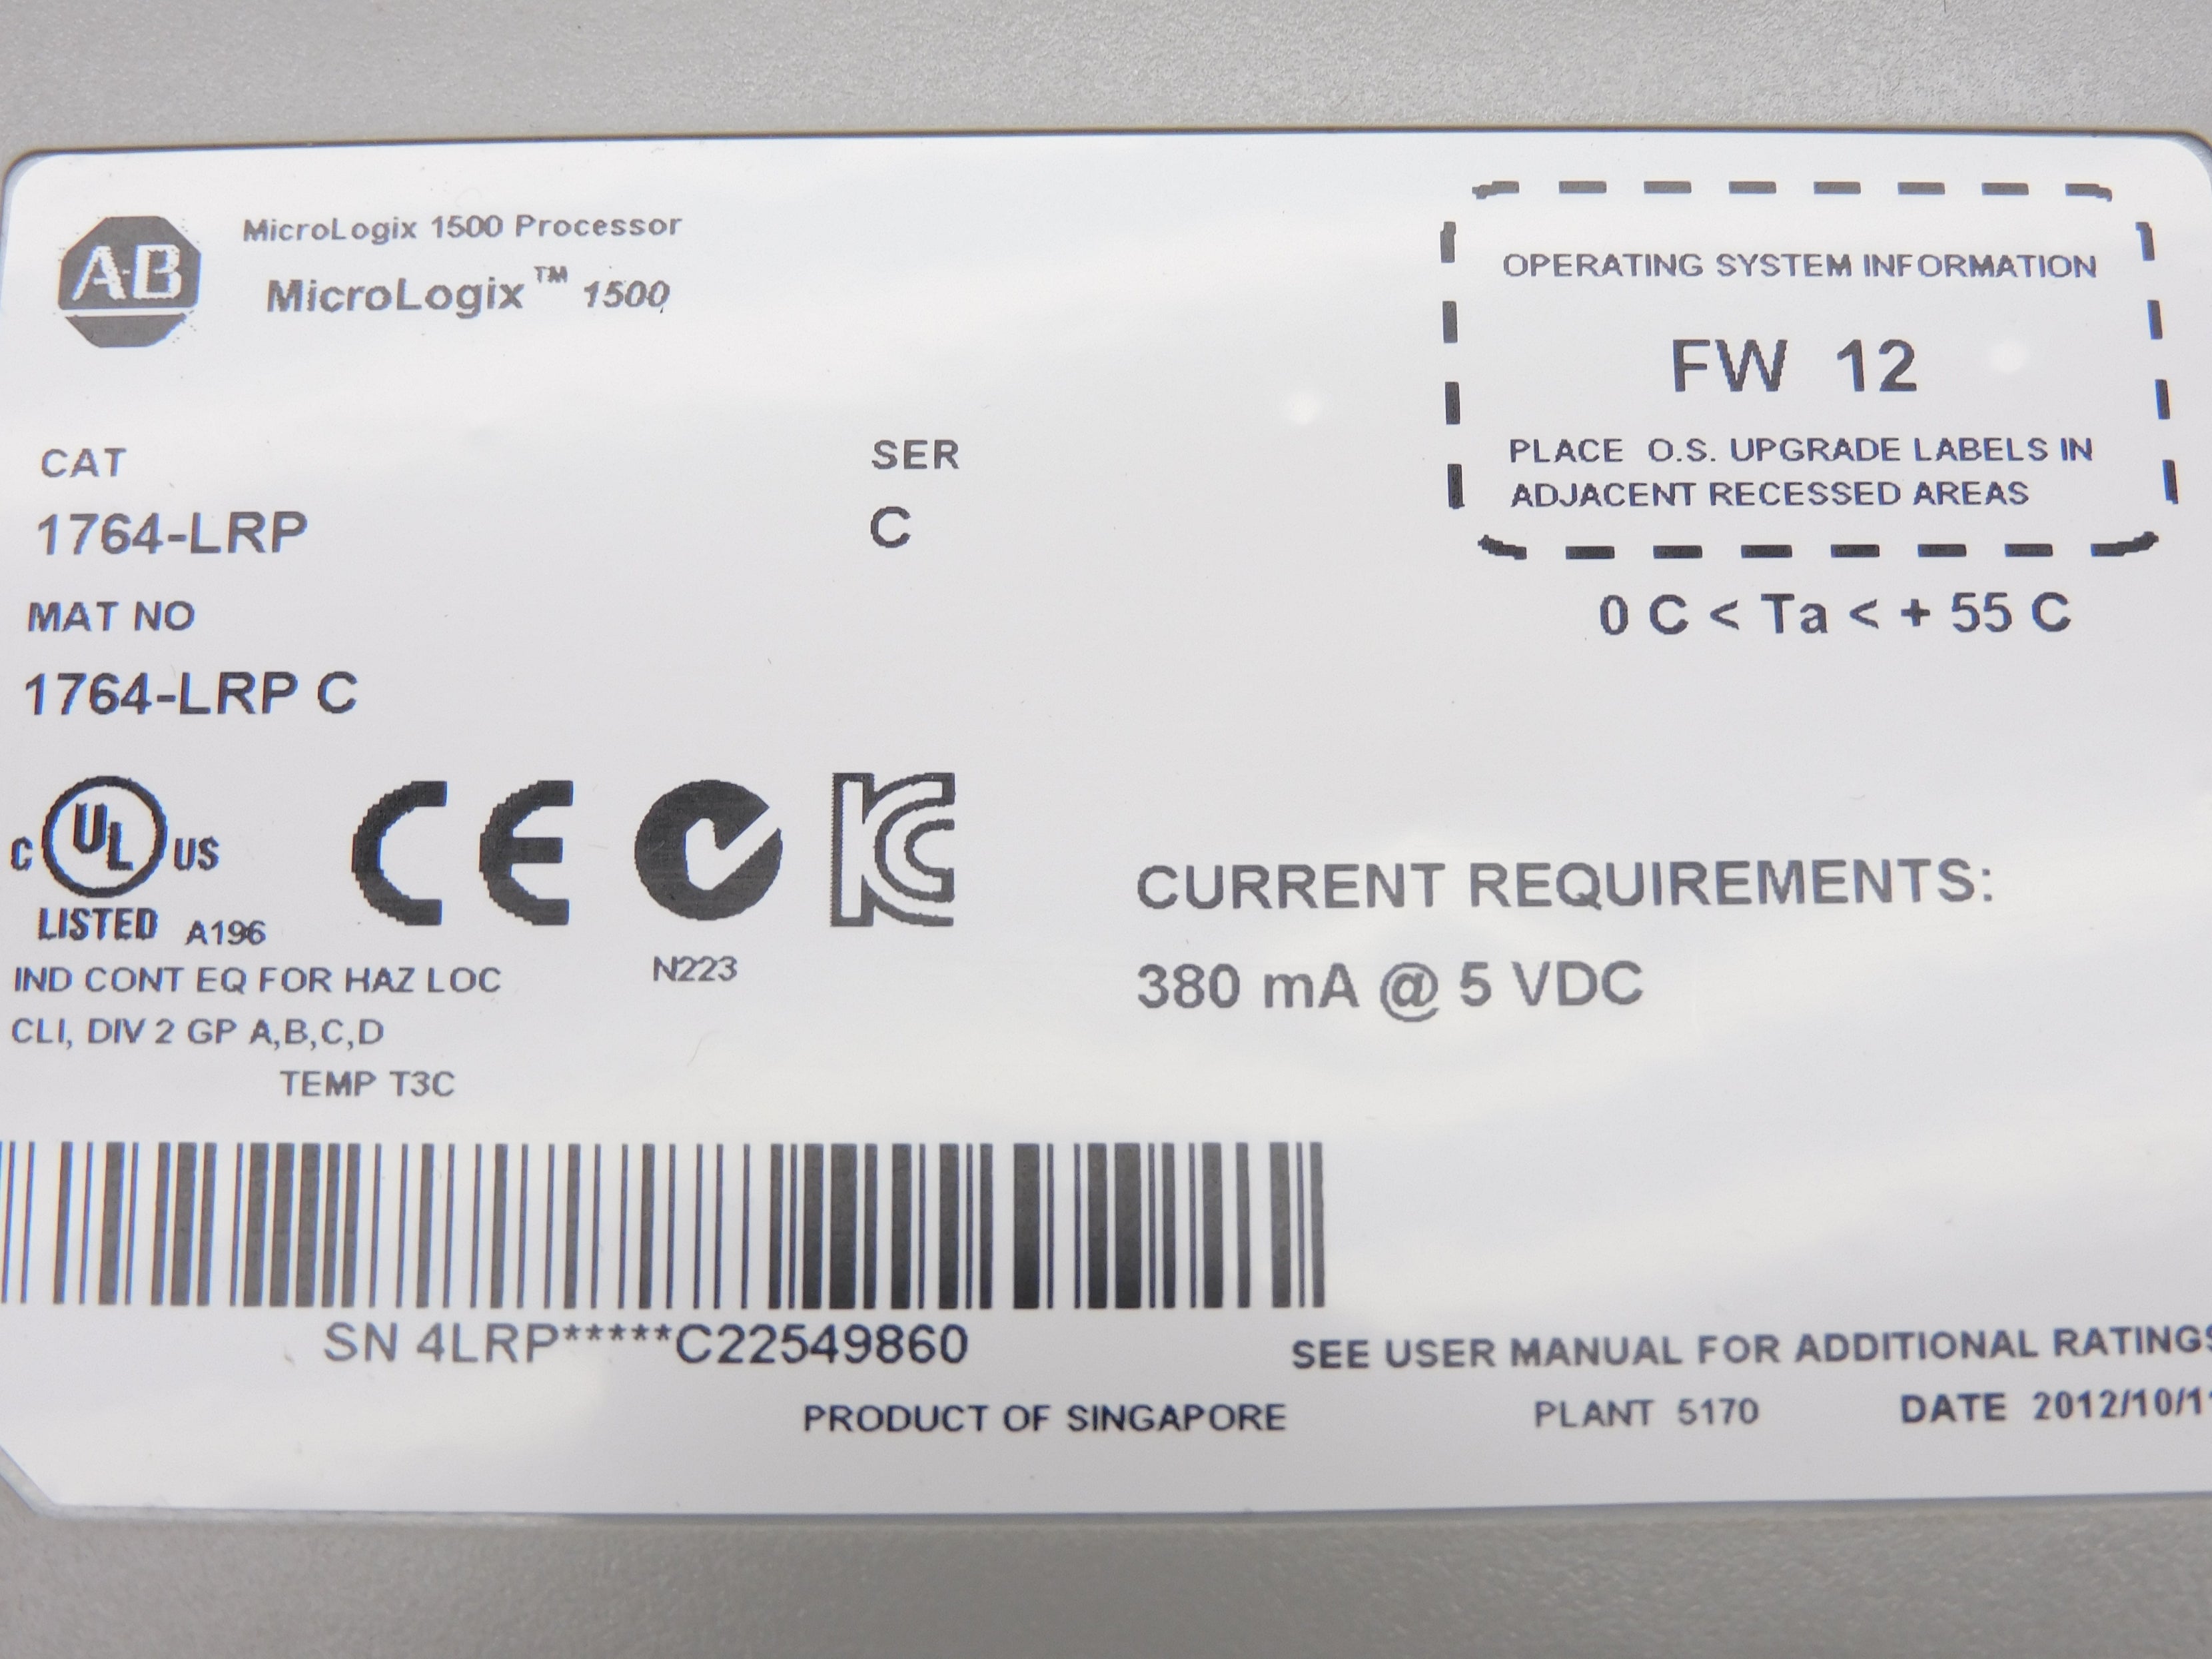 AB
MicroLogix 1500 Processor
MicroLogix™ 1500
OPERATING SYSTEM INFORMATION
FW 12
PLACE O.S. UPGRADE LABELS IN
ADJACENT RECESSED AREAS
0 C < Ta < + 55 C
CAT
SER
1764-LRP
C
MAT NO
1764-LRP C
C UL US
LISTED A196
CE
N223
KC
IND CONT EQ FOR HAZ LOC
CLI, DIV 2 GP A,B,C,D
TEMP T3C
CURRENT REQUIREMENTS:
380 mA @ 5 VDC
SN 4LRP*****C22549860
SEE USER MANUAL FOR ADDITIONAL RATINGS
PRODUCT OF SINGAPORE
PLANT 5170
DATE 2012/10/1